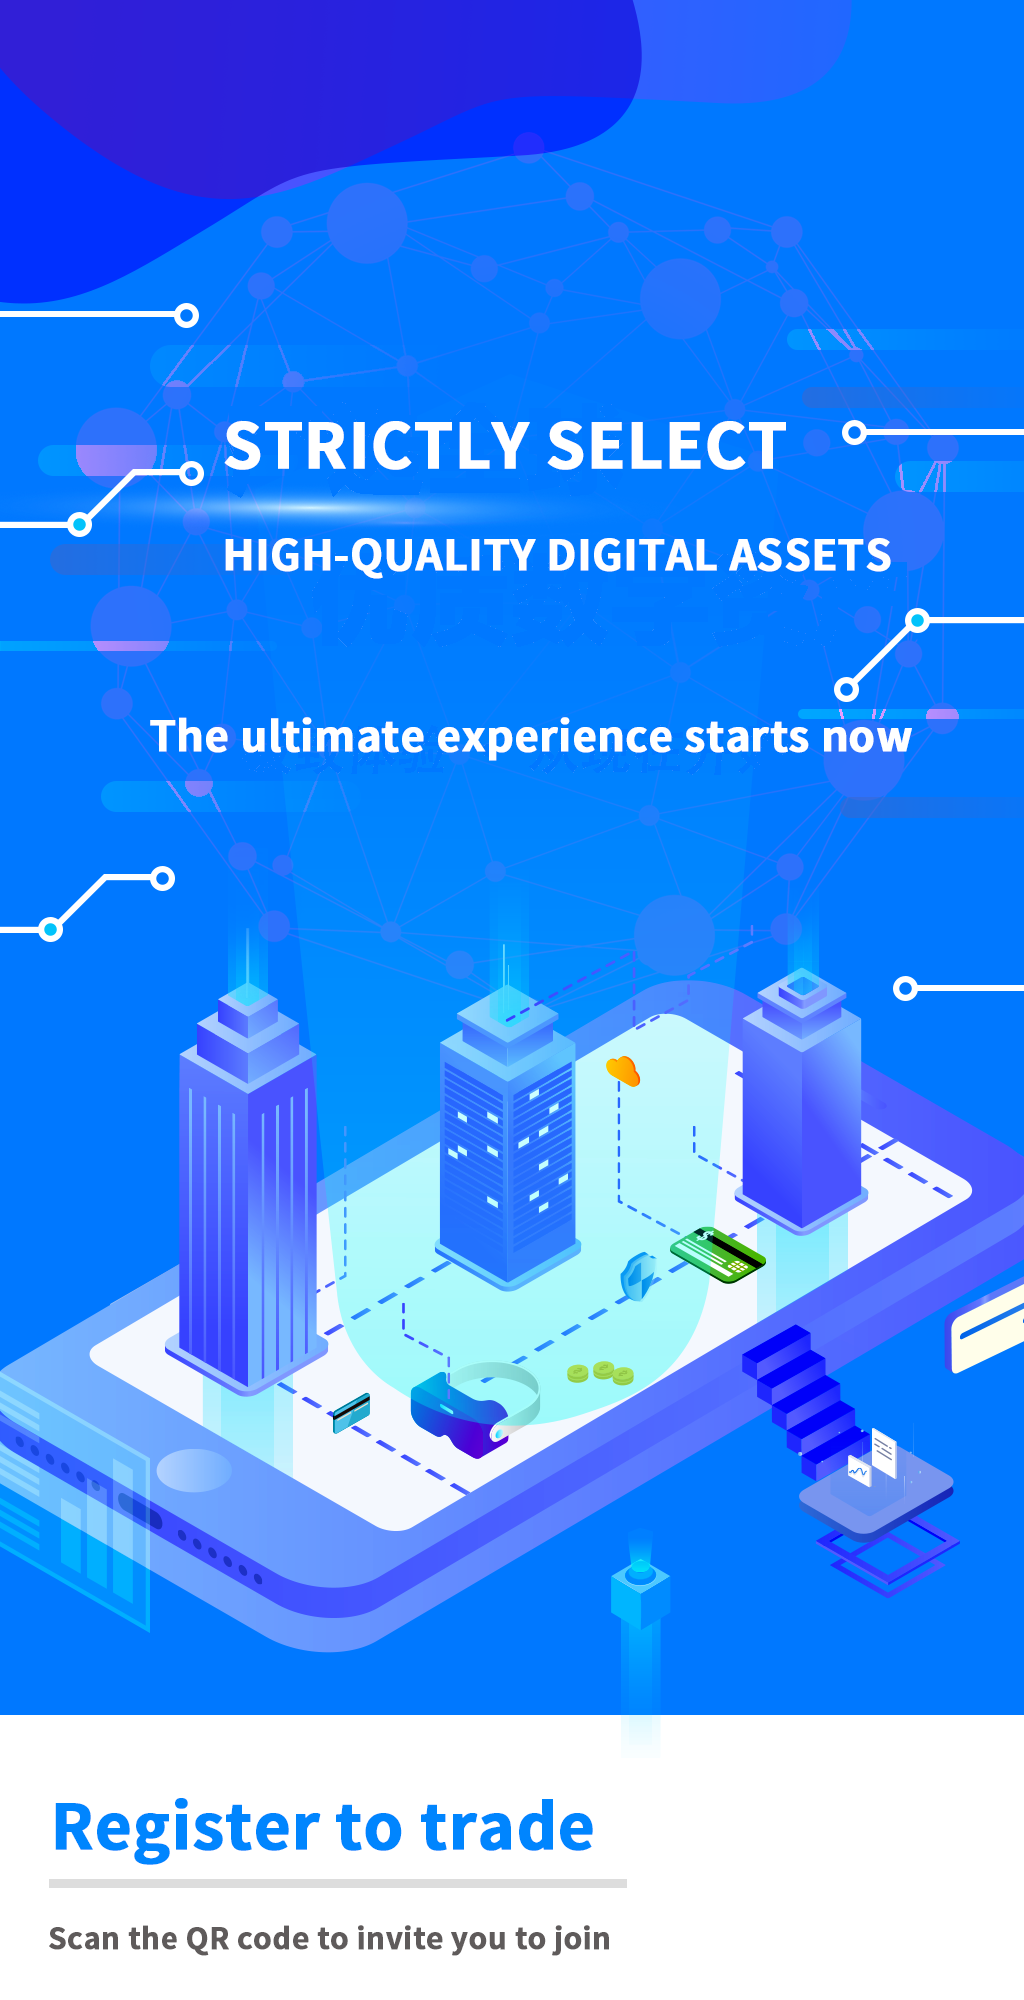 STRICTLY SELECT
HIGH-QUALITY DIGITAL ASSETS
The ultimate experience starts now
Register to trade
Scan the QR code to invite you to join